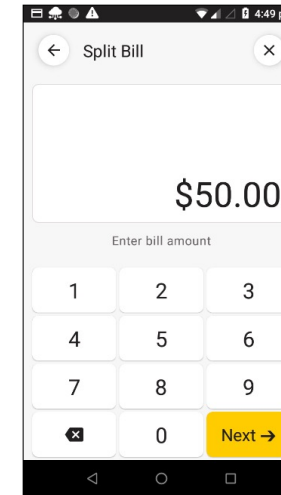 4:49 p
Split Bill
$50.00
Enter bill amount
1 2 3
4 5 6
7 8 9
0 Next →